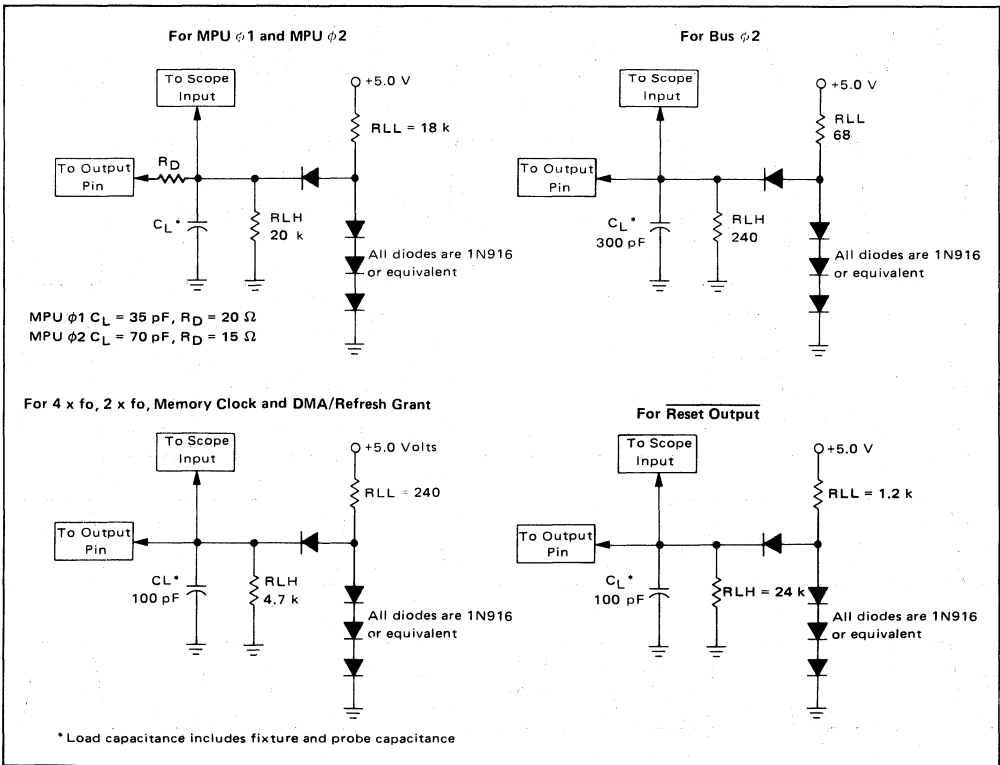 For MPU φ1 and MPU φ2
To Scope
Input
+5.0 V
RLL = 18 k
To Output
Pin
RD
CL*
RLH
20 k
All diodes are 1N916
or equivalent
MPU φ1 CL = 35 pF, RD = 20 Ω
MPU φ2 CL = 70 pF, RD = 15 Ω
For Bus φ2
To Scope
Input
+5.0 V
RLL
68
To Output
Pin
CL*
300 pF
RLH
240
All diodes are 1N916
or equivalent
For 4 x fo, 2 x fo, Memory Clock and DMA/Refresh Grant
To Scope
Input
+5.0 Volts
RLL = 240
To Output
Pin
CL*
100 pF
RLH
4.7 k
All diodes are 1N916
or equivalent
For Reset Output
To Scope
Input
+5.0 V
RLL = 1.2 k
To Output
Pin
CL*
100 pF
RLH = 24 k
All diodes are 1N916
or equivalent
* Load capacitance includes fixture and probe capacitance